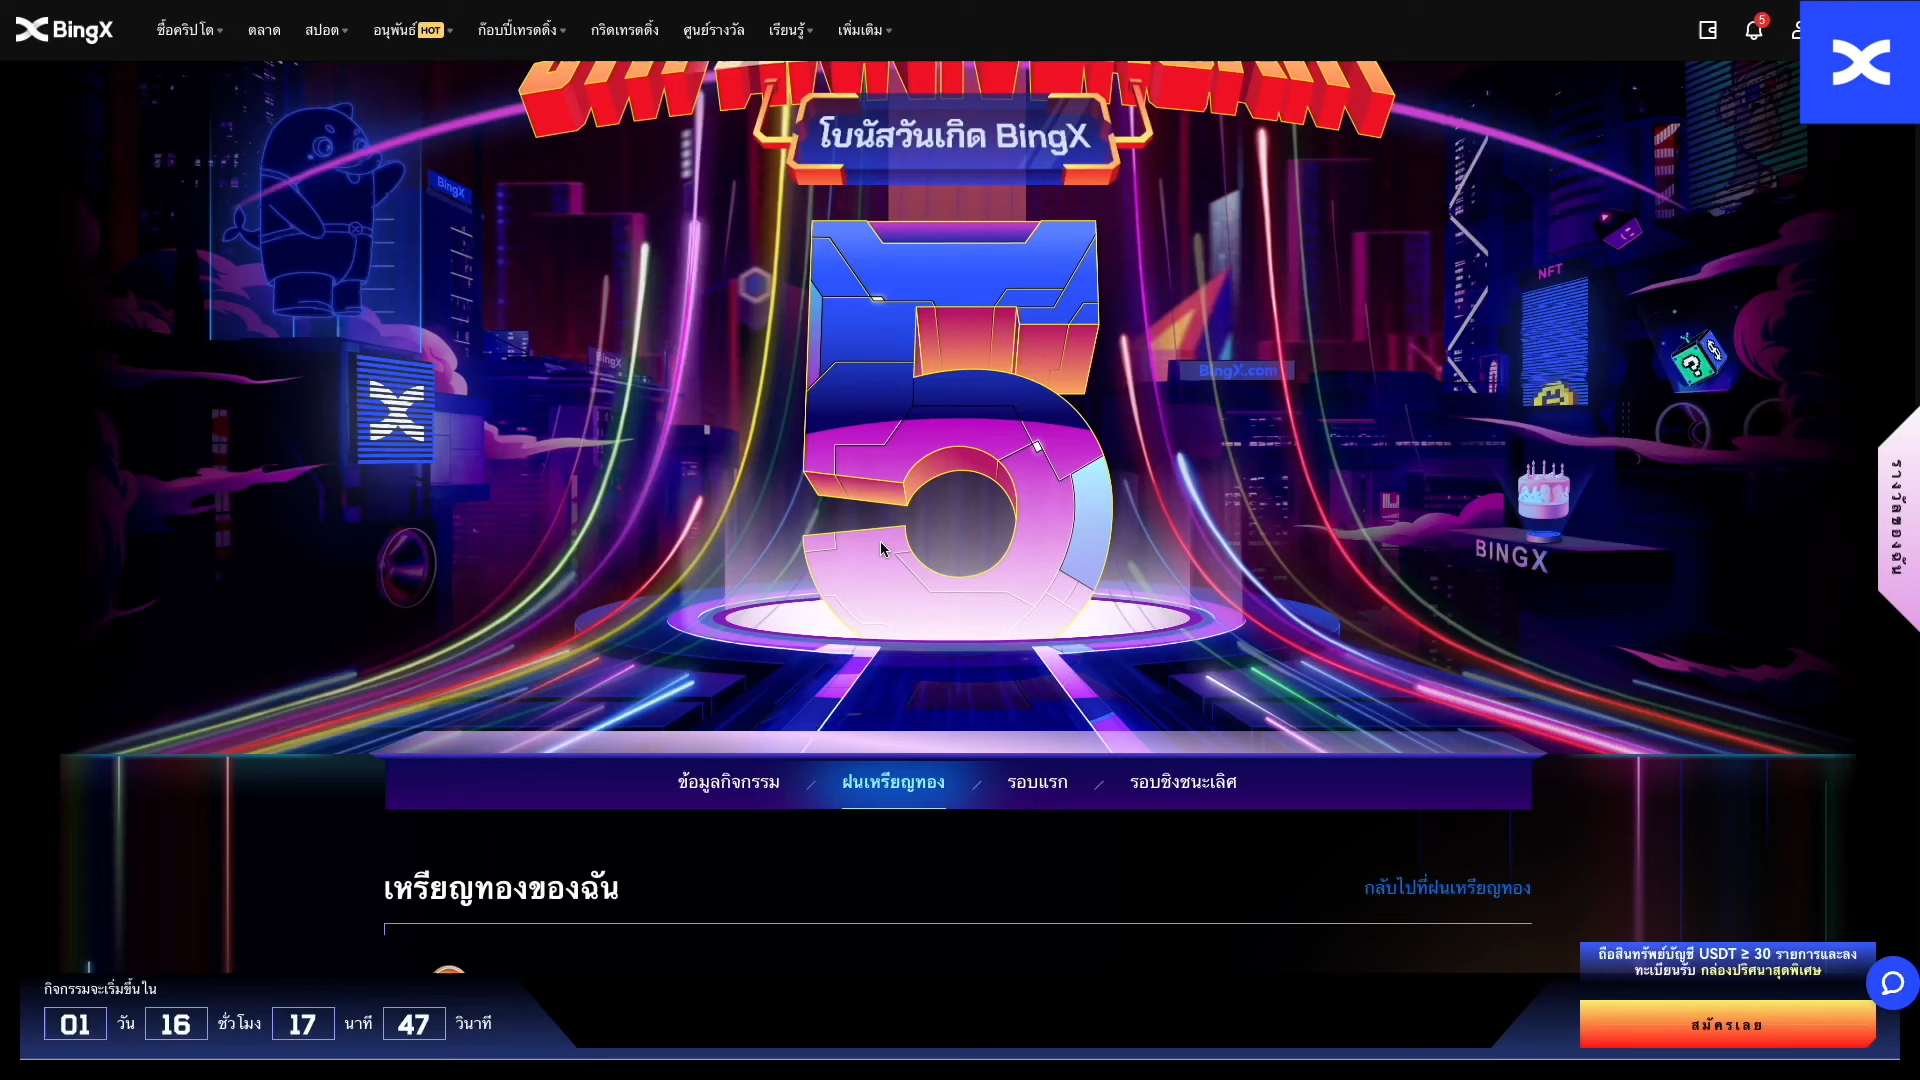 BingX
ซื้อคริปโต
ตลาด
สปอต
อนุพันธ์ HOT
ก๊อบปี้เทรดดิ้ง
กริดเทรดดิ้ง
ศูนย์รางวัล
เรียนรู้
เพิ่มเติม
5
โบนัสวันเกิด BingX
BingX
BingX
BingX.com
NFT
BINGX
5
รางวัลของฉัน
ข้อมูลกิจกรรม
ฝนเหรียญทอง
รอบแรก
รอบชิงชนะเลิศ
เหรียญทองของฉัน
กลับไปที่ฝนเหรียญทอง
กิจกรรมจะเริ่มขึ้นใน
01 วัน 16 ชั่วโมง 17 นาที 47 วินาที
ถือสินทรัพย์บัญชี USDT ≥ 30 รายการและลง
ทะเบียนรับ กล่องปริศนาสุดพิเศษ
สมัครเลย